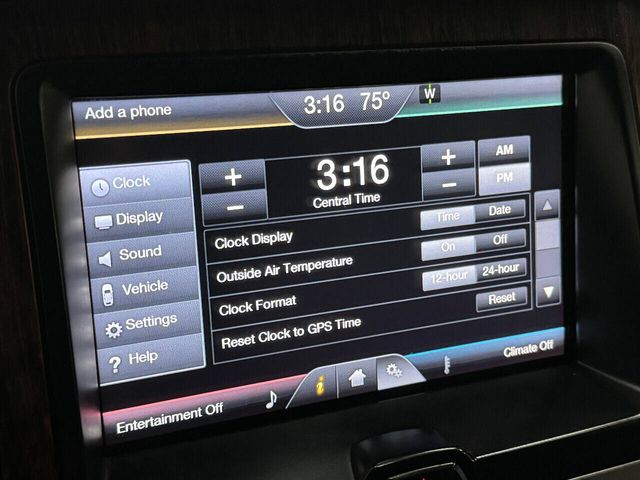 Add a phone
3:16 75°
W
Clock
Display
Sound
Vehicle
Settings
? Help
+ 3:16 + AM
− Central Time − PM
Clock Display Time Date
Outside Air Temperature On Off
Clock Format 12-hour 24-hour
Reset Clock to GPS Time Reset
Entertainment Off
i
Climate Off